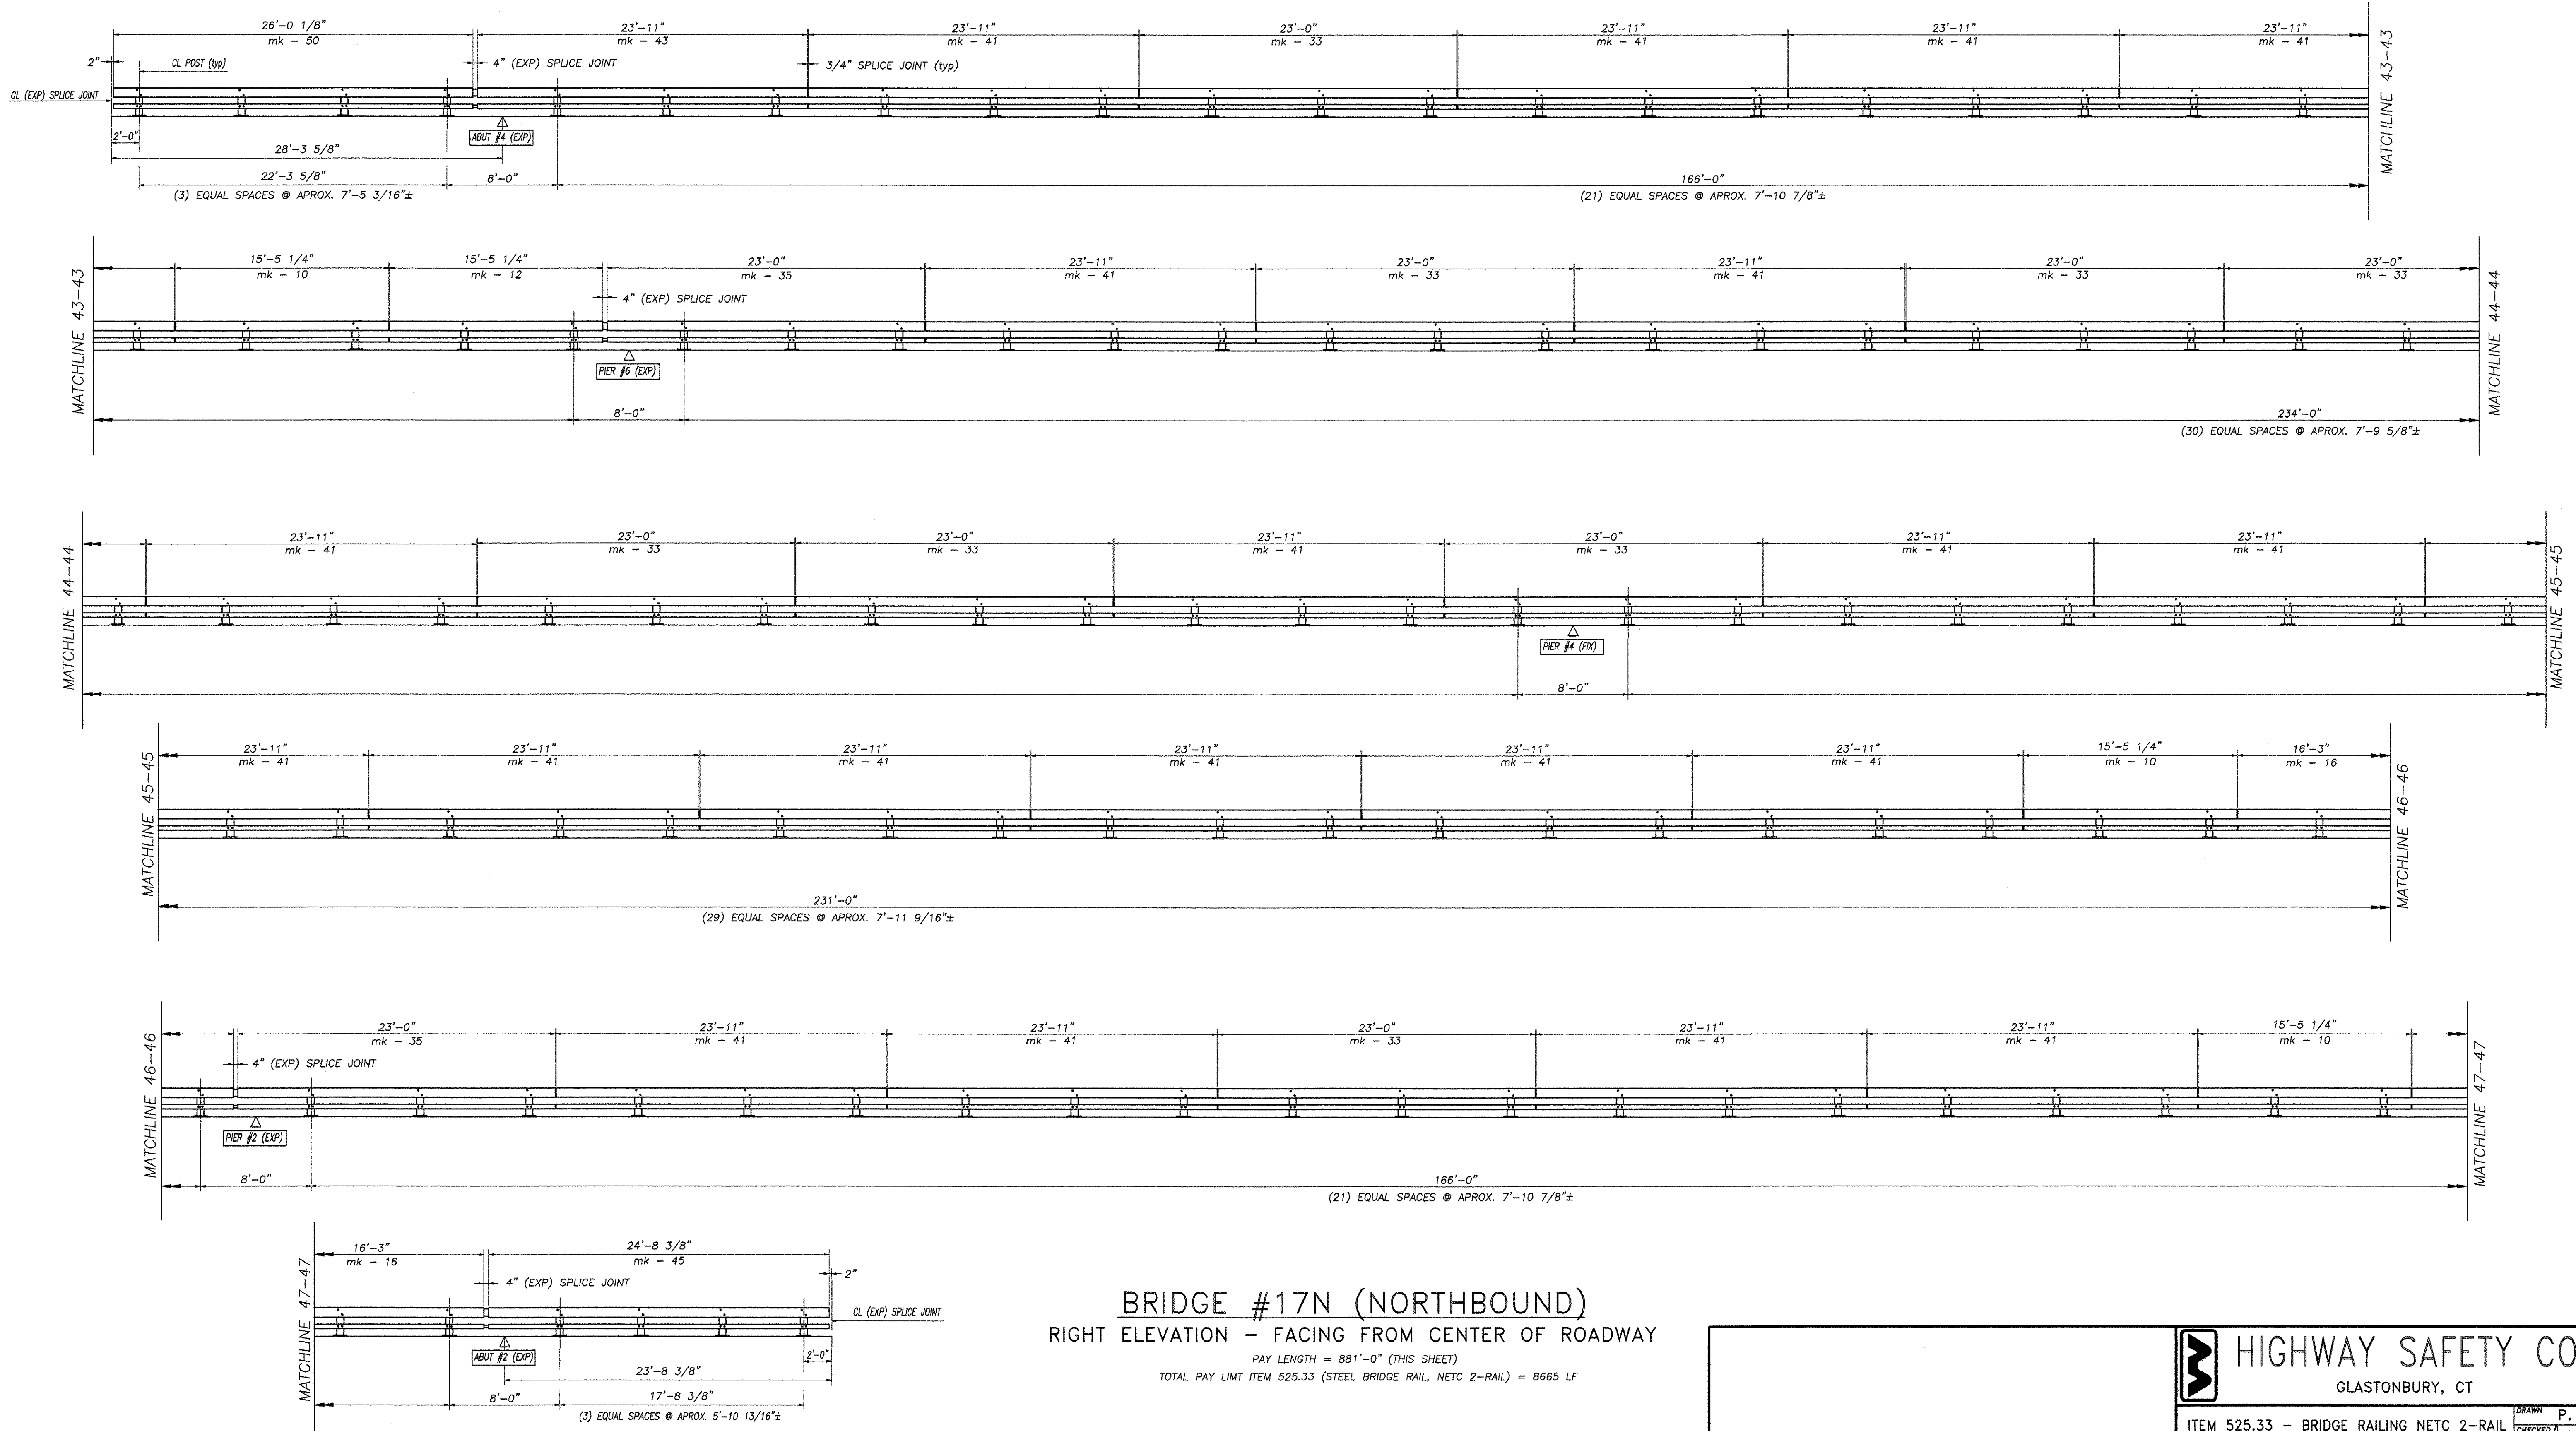 26'-0 1/8" 23'-11" 23'-11" 23'-0" 23'-11" 23'-11" 23'-11"
mk - 50 mk - 43 mk - 41 mk - 33 mk - 41 mk - 41 mk - 41
2" CL POST (typ) 4" (EXP) SPLICE JOINT 3/4" SPLICE JOINT (typ)
CL (EXP) SPLICE JOINT
MATCHLINE 43-43
2'-0" ABUT #4 (EXP)
28'-3 5/8"
22'-3 5/8" 8'-0" 166'-0"
(3) EQUAL SPACES @ APROX. 7'-5 3/16"± (21) EQUAL SPACES @ APROX. 7'-10 7/8"±
MATCHLINE 43-43
15'-5 1/4" 15'-5 1/4" 23'-0" 23'-11" 23'-0" 23'-11" 23'-0" 23'-0"
mk - 10 mk - 12 mk - 35 mk - 41 mk - 33 mk - 41 mk - 33 mk - 33
4" (EXP) SPLICE JOINT
MATCHLINE 44-44
PIER #6 (EXP)
8'-0" 234'-0"
(30) EQUAL SPACES @ APROX. 7'-9 5/8"±
MATCHLINE 44-44
23'-11" 23'-0" 23'-0" 23'-11" 23'-0" 23'-11" 23'-11"
mk - 41 mk - 33 mk - 33 mk - 41 mk - 33 mk - 41 mk - 41
MATCHLINE 45-45
PIER #4 (FIX)
8'-0"
MATCHLINE 45-45
23'-11" 23'-11" 23'-11" 23'-11" 23'-11" 23'-11" 15'-5 1/4" 16'-3"
mk - 41 mk - 41 mk - 41 mk - 41 mk - 41 mk - 41 mk - 10 mk - 16
MATCHLINE 46-46
231'-0"
(29) EQUAL SPACES @ APROX. 7'-11 9/16"±
MATCHLINE 46-46
23'-0" 23'-11" 23'-11" 23'-0" 23'-11" 23'-11" 15'-5 1/4"
mk - 35 mk - 41 mk - 41 mk - 33 mk - 41 mk - 41 mk - 10
4" (EXP) SPLICE JOINT
MATCHLINE 47-47
PIER #2 (EXP)
8'-0" 166'-0"
(21) EQUAL SPACES @ APROX. 7'-10 7/8"±
MATCHLINE 47-47
16'-3" 24'-8 3/8"
mk - 16 mk - 45
4" (EXP) SPLICE JOINT 2"
CL (EXP) SPLICE JOINT
ABUT #2 (EXP) 2'-0"
23'-8 3/8"
8'-0" 17'-8 3/8"
(3) EQUAL SPACES @ APROX. 5'-10 13/16"±
BRIDGE #17N (NORTHBOUND)
RIGHT ELEVATION - FACING FROM CENTER OF ROADWAY
PAY LENGTH = 881'-0" (THIS SHEET)
TOTAL PAY LIMT ITEM 525.33 (STEEL BRIDGE RAIL, NETC 2-RAIL) = 8665 LF
HIGHWAY SAFETY CO
GLASTONBURY, CT
ITEM 525.33 - BRIDGE RAILING NETC 2-RAIL
DRAWN P.